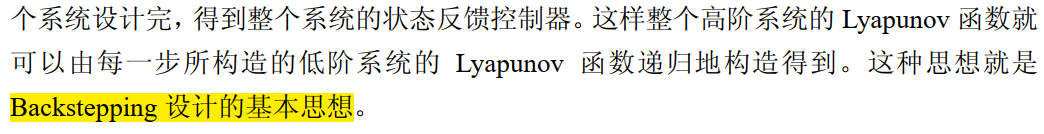 个系统设计完，得到整个系统的状态反馈控制器。这样整个高阶系统的 Lyapunov 函数就
可以由每一步所构造的低阶系统的 Lyapunov 函数递归地构造得到。这种思想就是
Backstepping 设计的基本思想。